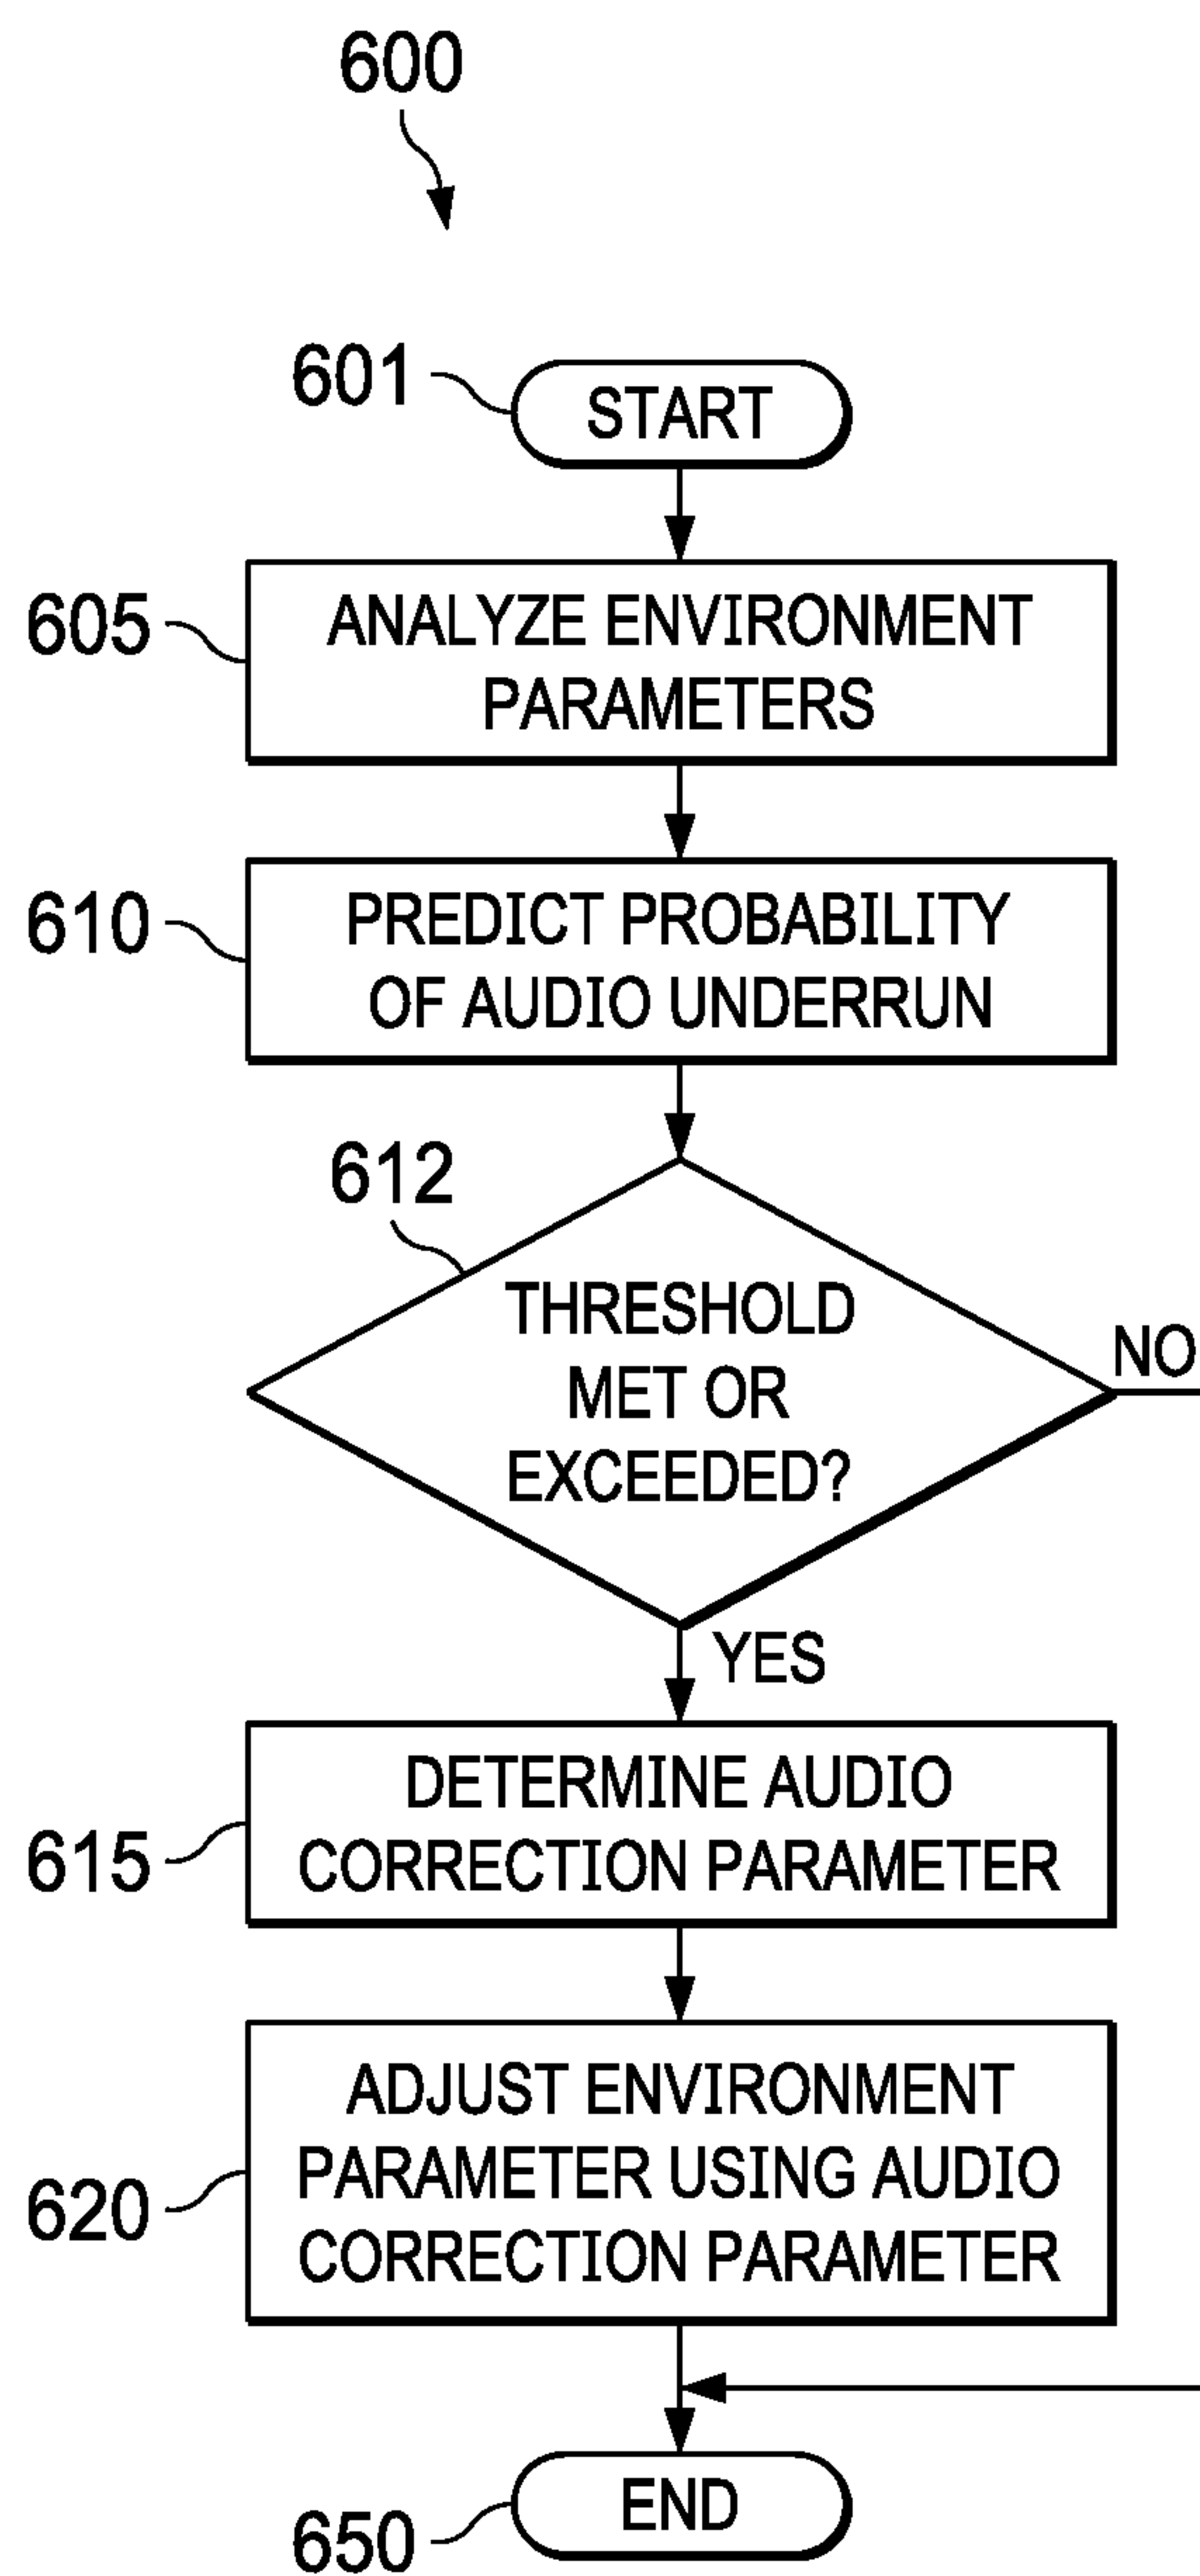 600
601
START
605
ANALYZE ENVIRONMENT
PARAMETERS
610
PREDICT PROBABILITY
OF AUDIO UNDERRUN
612
THRESHOLD
MET OR
EXCEEDED?
NO
YES
615
DETERMINE AUDIO
CORRECTION PARAMETER
620
ADJUST ENVIRONMENT
PARAMETER USING AUDIO
CORRECTION PARAMETER
650
END